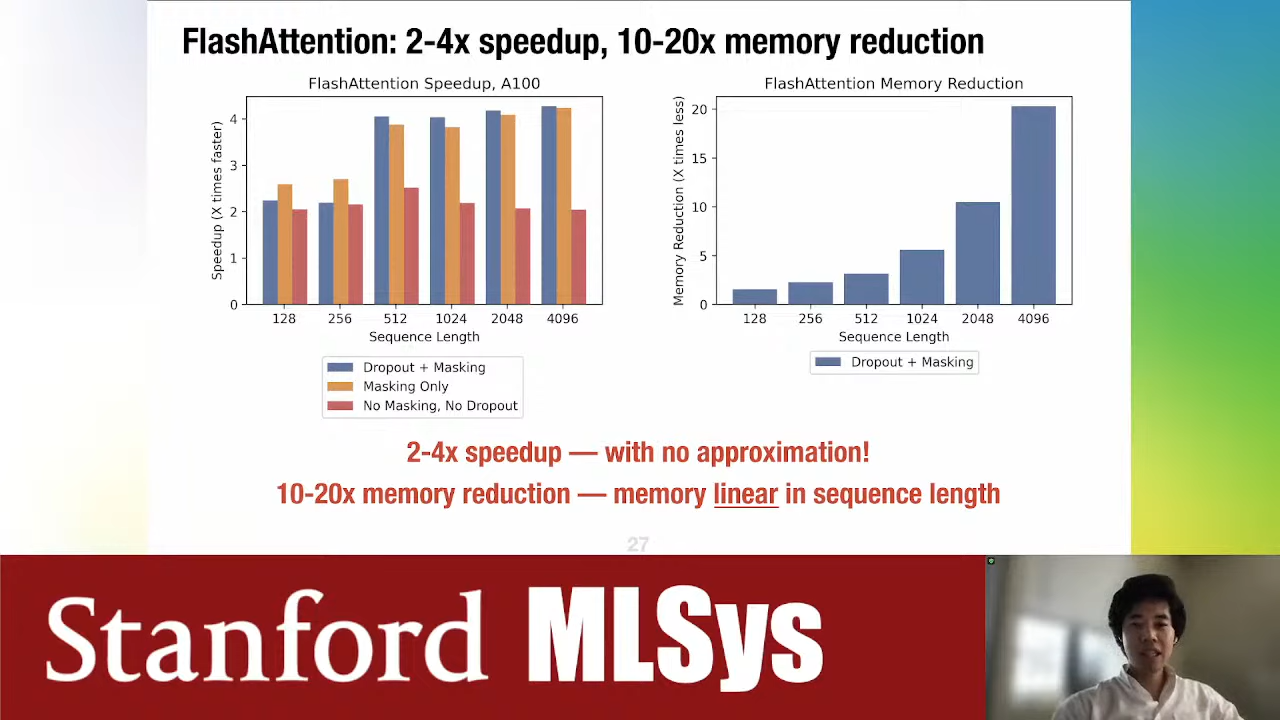 FlashAttention: 2-4x speedup, 10-20x memory reduction
FlashAttention Speedup, A100
Speedup (X times faster)
4
3
2
1
0
128 256 512 1024 2048 4096
Sequence Length
Dropout + Masking
Masking Only
No Masking, No Dropout
FlashAttention Memory Reduction
Memory Reduction (X times less)
20
15
10
5
0
128 256 512 1024 2048 4096
Sequence Length
Dropout + Masking
2-4x speedup — with no approximation!
10-20x memory reduction — memory linear in sequence length
27
Stanford MLSys